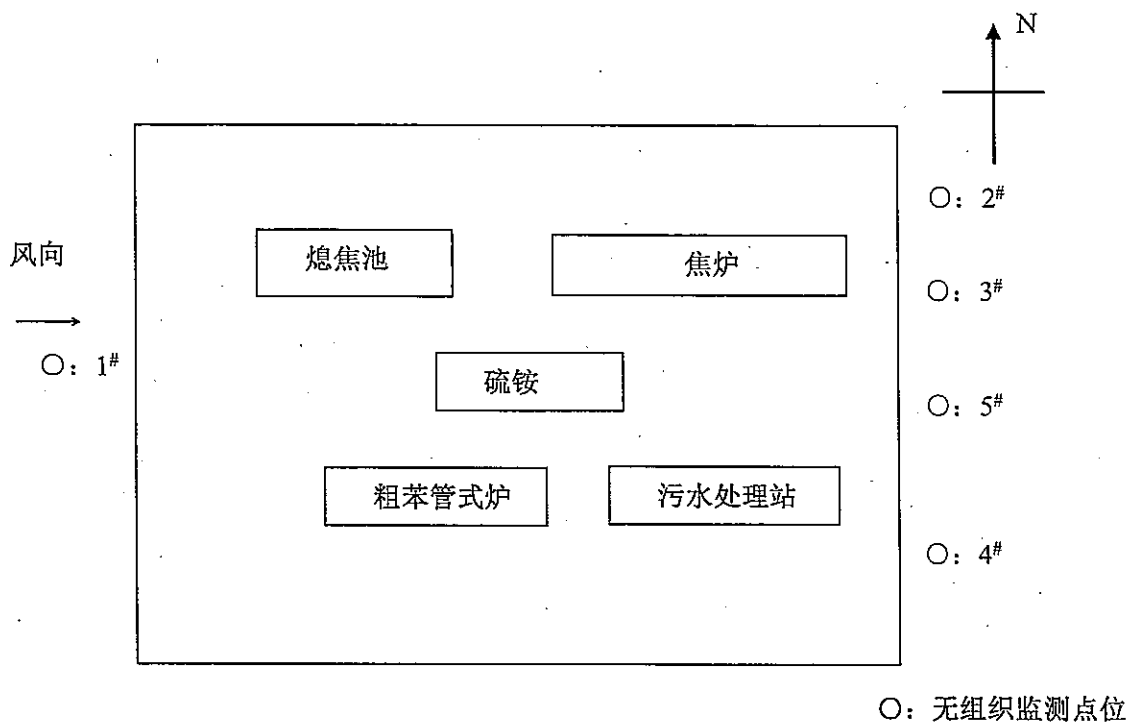 N
○：2#
熄焦池
焦炉
风向
○：3#
○：1#
硫铵
○：5#
粗苯管式炉
污水处理站
○：4#
○：无组织监测点位